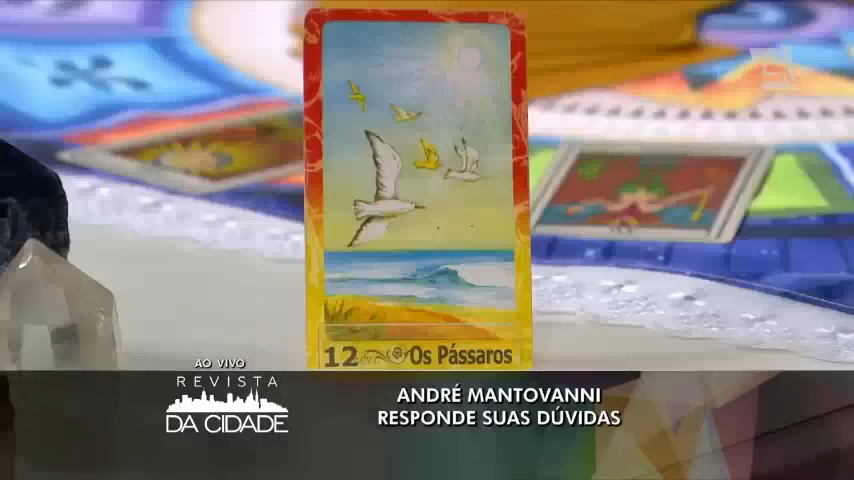 12 Os Pássaros
AO VIVO
REVISTA
DA CIDADE
ANDRÉ MANTOVANNI
RESPONDE SUAS DÚVIDAS